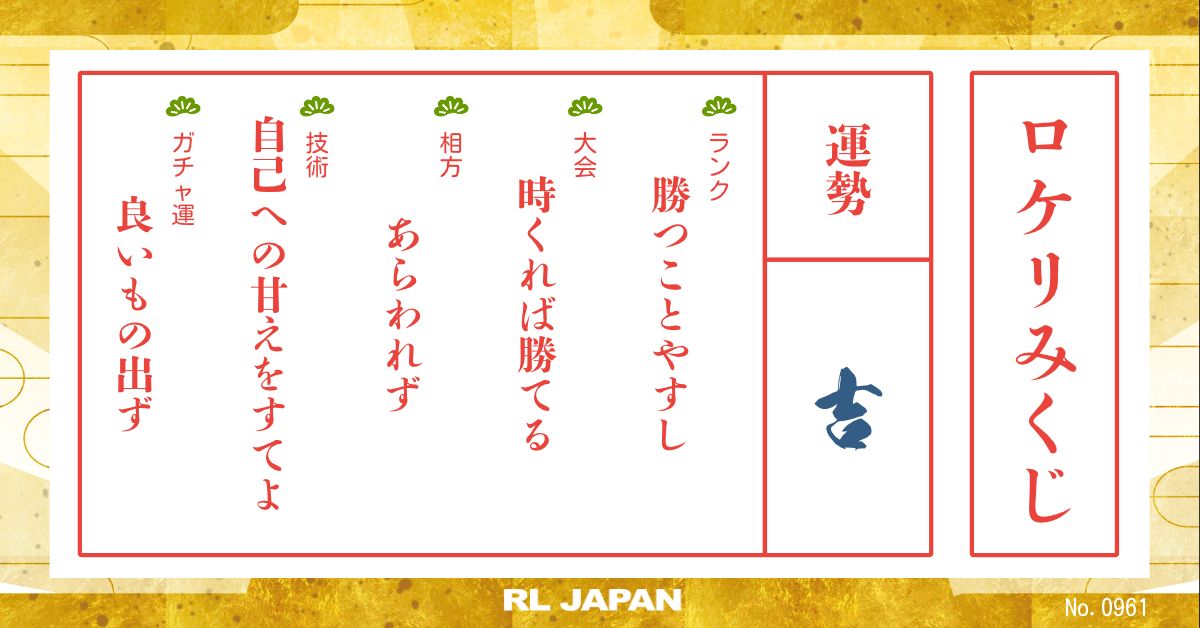 ロケリみくじ
運勢
吉
ランク
勝つことやすし
大会
時くれば勝てる
相方
あらわれず
技術
自己への甘えをすてよ
ガチャ運
良いもの出ず
RL JAPAN
No. 0961